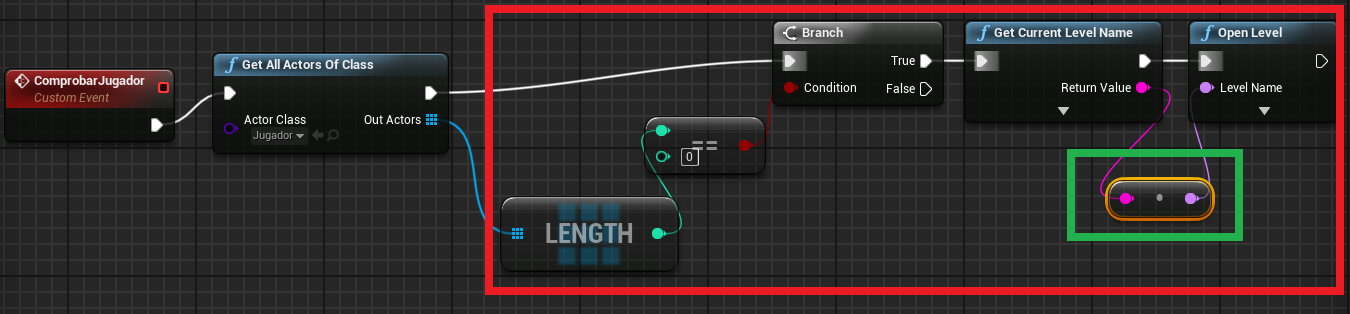 ComprobarJugador
Custom Event
f Get All Actors Of Class
Actor Class
Jugador
Out Actors
LENGTH
==
0
Branch
True
Condition
False
f Get Current Level Name
Return Value
f Open Level
Level Name